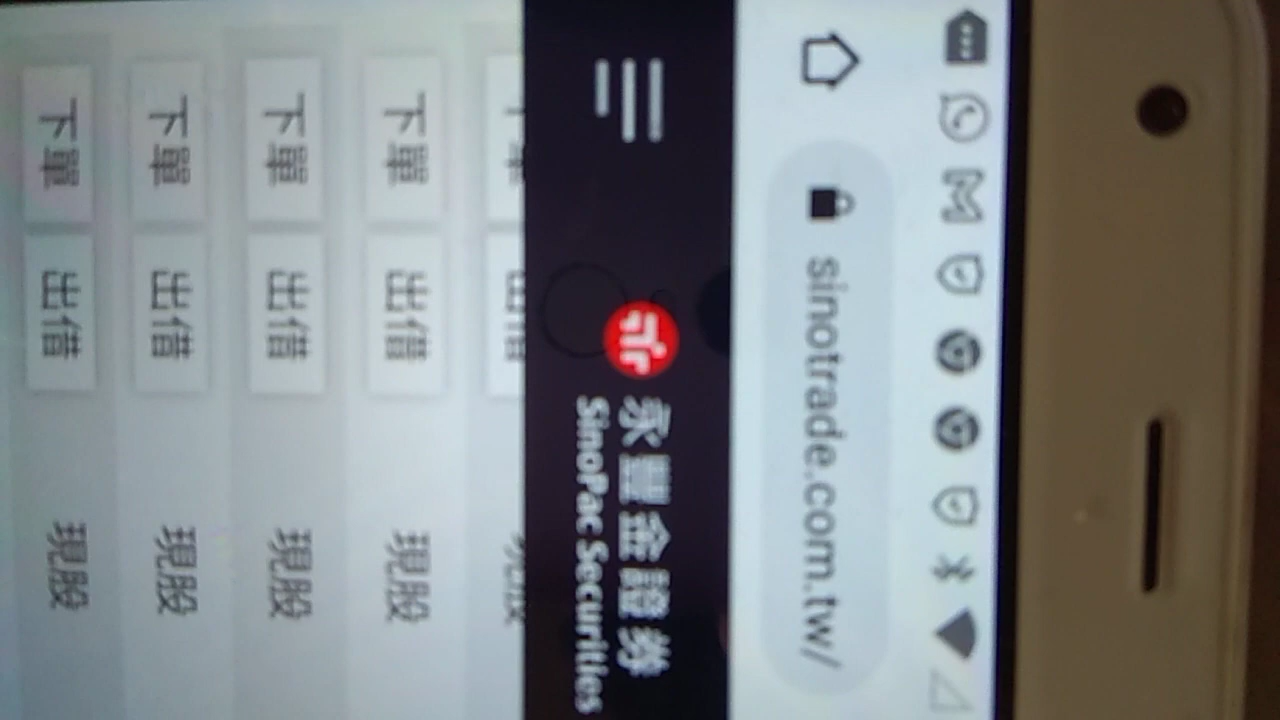 sinotrade.com.tw/
永豐金證券
SinoPac Securities
下單 出借 現股
下單 出借 現股
下單 出借 現股
下單 出借 現股